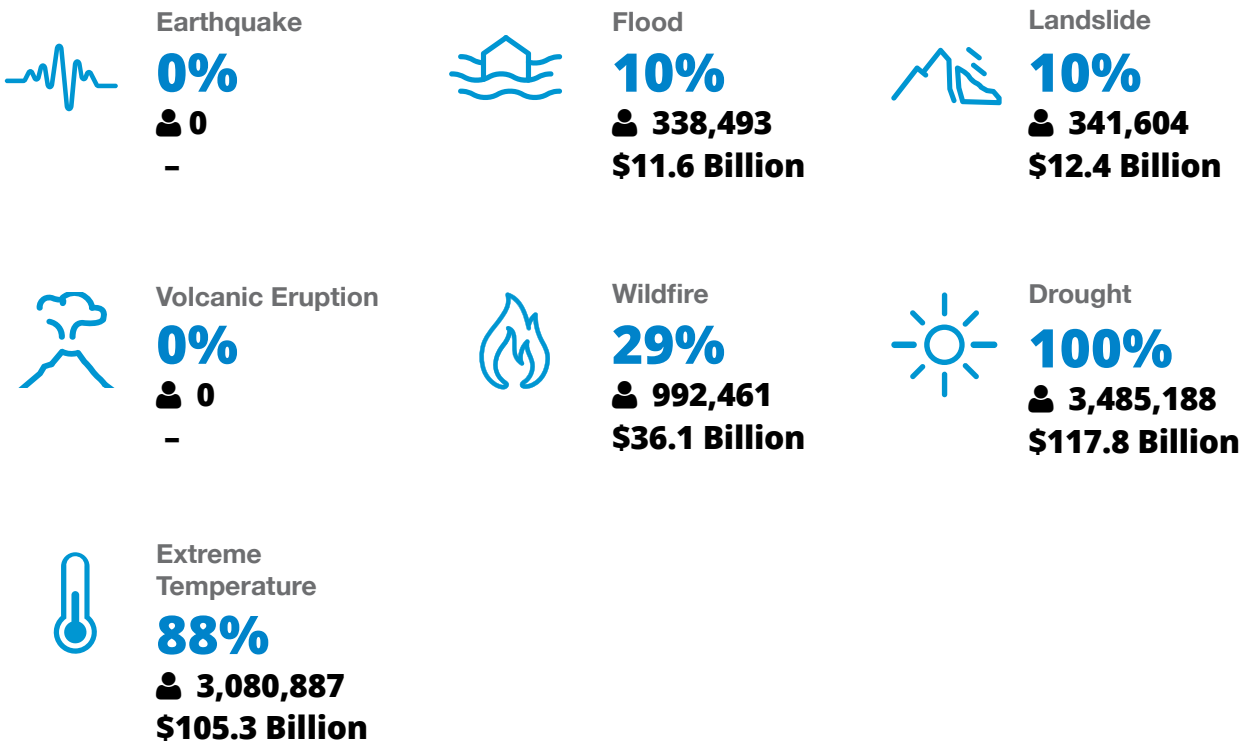 Earthquake
0%
0
–
Flood
10%
338,493
$11.6 Billion
Landslide
10%
341,604
$12.4 Billion
Volcanic Eruption
0%
0
–
Wildfire
29%
992,461
$36.1 Billion
Drought
100%
3,485,188
$117.8 Billion
Extreme
Temperature
88%
3,080,887
$105.3 Billion